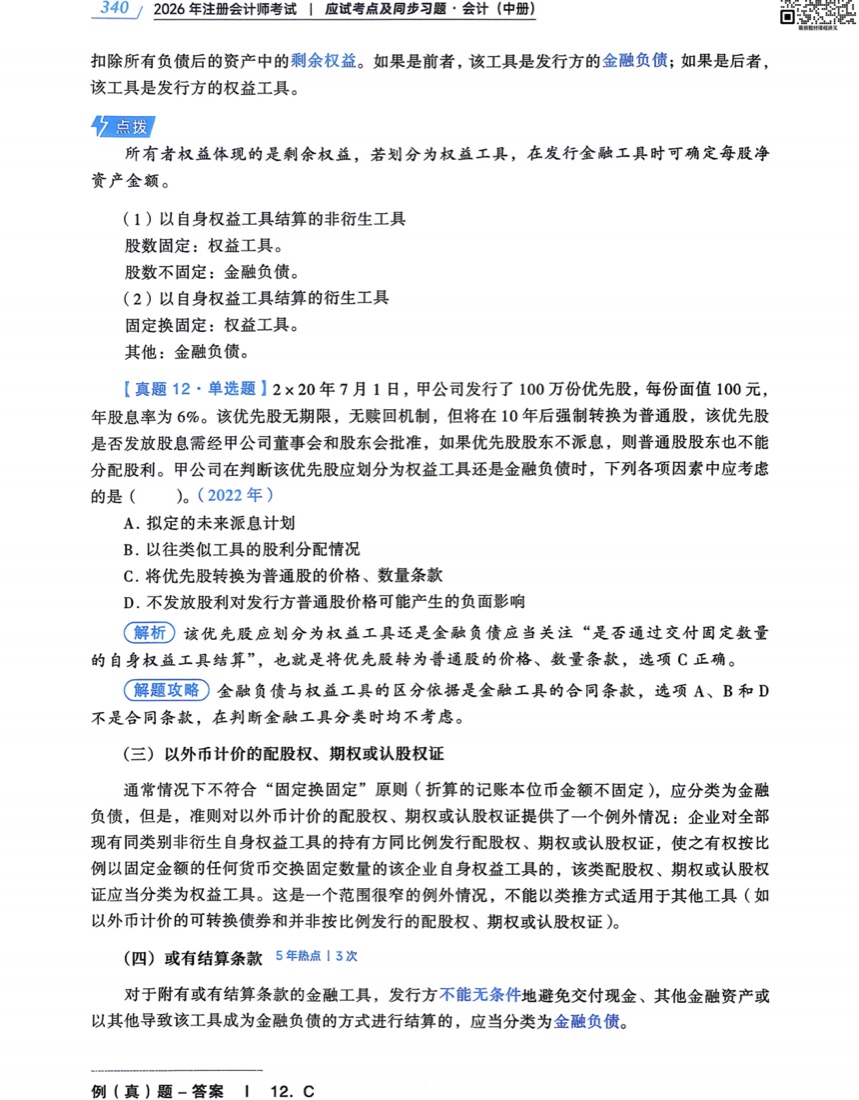 340 2026年注册会计师考试 | 应试考点及同步习题·会计（中册）
扣除所有负债后的资产中的剩余权益。如果是前者，该工具是发行方的金融负债；如果是后者，
该工具是发行方的权益工具。
点拨
所有者权益体现的是剩余权益，若划分为权益工具，在发行金融工具时可确定每股净
资产金额。
（1）以自身权益工具结算的非衍生工具
股数固定：权益工具。
股数不固定：金融负债。
（2）以自身权益工具结算的衍生工具
固定换固定：权益工具。
其他：金融负债。
【真题12·单选题】2×20年7月1日，甲公司发行了100万份优先股，每份面值100元，
年股息率为6%。该优先股无期限，无赎回机制，但将在10年后强制转换为普通股，该优先股
是否发放股息需经甲公司董事会和股东会批准，如果优先股股东不派息，则普通股股东也不能
分配股利。甲公司在判断该优先股应划分为权益工具还是金融负债时，下列各项因素中应考虑
的是（　　）。（2022年）
A. 拟定的未来派息计划
B. 以往类似工具的股利分配情况
C. 将优先股转换为普通股的价格、数量条款
D. 不发放股利对发行方普通股价格可能产生的负面影响
解析 该优先股应划分为权益工具还是金融负债应当关注“是否通过交付固定数量
的自身权益工具结算”，也就是将优先股转为普通股的价格、数量条款，选项C正确。
解题攻略 金融负债与权益工具的区分依据是金融工具的合同条款，选项A、B和D
不是合同条款，在判断金融工具分类时均不考虑。
（三）以外币计价的配股权、期权或认股权证
通常情况下不符合“固定换固定”原则（折算的记账本位币金额不固定），应分类为金融
负债，但是，准则对以外币计价的配股权、期权或认股权证提供了一个例外情况：企业对全部
现有同类别非衍生自身权益工具的持有方同比例发行配股权、期权或认股权证，使之有权按比
例以固定金额的任何货币交换固定数量的该企业自身权益工具的，该类配股权、期权或认股权
证应当分类为权益工具。这是一个范围很窄的例外情况，不能以类推方式适用于其他工具（如
以外币计价的可转换债券和并非按比例发行的配股权、期权或认股权证）。
（四）或有结算条款 5年热点 | 3次
对于附有或有结算条款的金融工具，发行方不能无条件地避免交付现金、其他金融资产或
以其他导致该工具成为金融负债的方式进行结算的，应当分类为金融负债。
例（真）题－答案 | 12. C